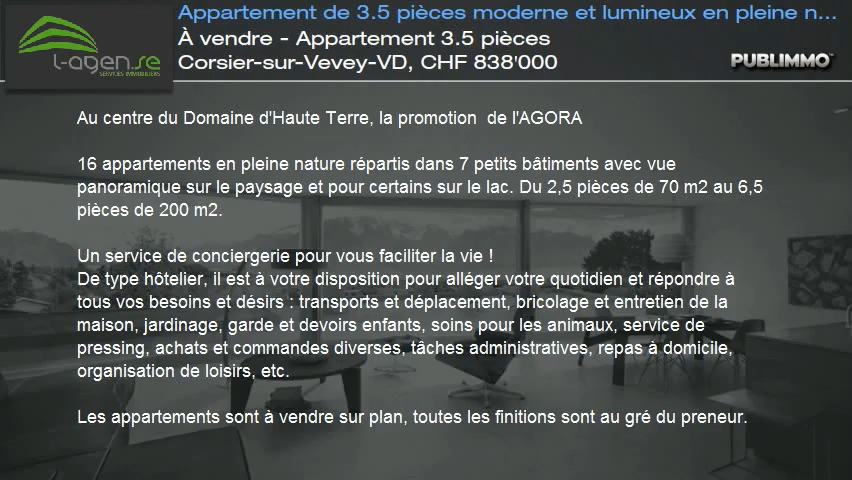 Appartement de 3.5 pièces moderne et lumineux en pleine n...
À vendre - Appartement 3.5 pièces
Corsier-sur-Vevey-VD, CHF 838'000
l-agen.se
SERVICES IMMOBILIERS
PUBLIMMO
Au centre du Domaine d'Haute Terre, la promotion de l'AGORA
16 appartements en pleine nature répartis dans 7 petits bâtiments avec vue
panoramique sur le paysage et pour certains sur le lac. Du 2,5 pièces de 70 m2 au 6,5
pièces de 200 m2.
Un service de conciergerie pour vous faciliter la vie !
De type hôtelier, il est à votre disposition pour alléger votre quotidien et répondre à
tous vos besoins et désirs : transports et déplacement, bricolage et entretien de la
maison, jardinage, garde et devoirs enfants, soins pour les animaux, service de
pressing, achats et commandes diverses, tâches administratives, repas à domicile,
organisation de loisirs, etc.
Les appartements sont à vendre sur plan, toutes les finitions sont au gré du preneur.